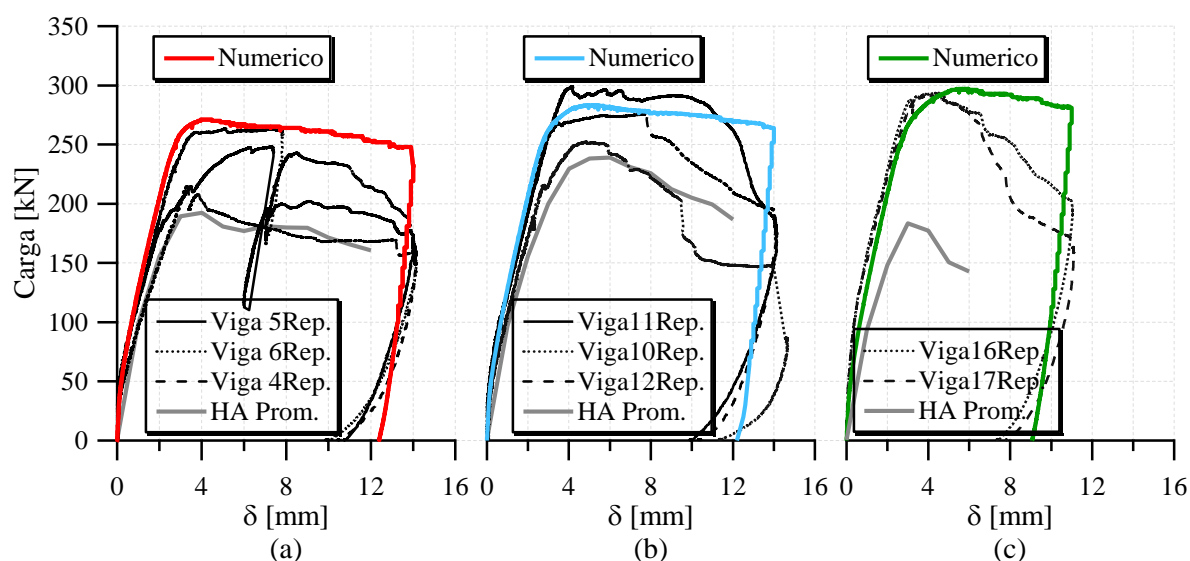 350
300
250
200
150
100
50
0
Carga [kN]
Numerico
Viga 5Rep.
Viga 6Rep.
Viga 4Rep.
HA Prom.
0 4 8 12 16
δ [mm]
(a)
Numerico
Viga11Rep.
Viga10Rep.
Viga12Rep.
HA Prom.
0 4 8 12 16
δ [mm]
(b)
Numerico
Viga16Rep.
Viga17Rep.
HA Prom.
0 4 8 12 16
δ [mm]
(c)